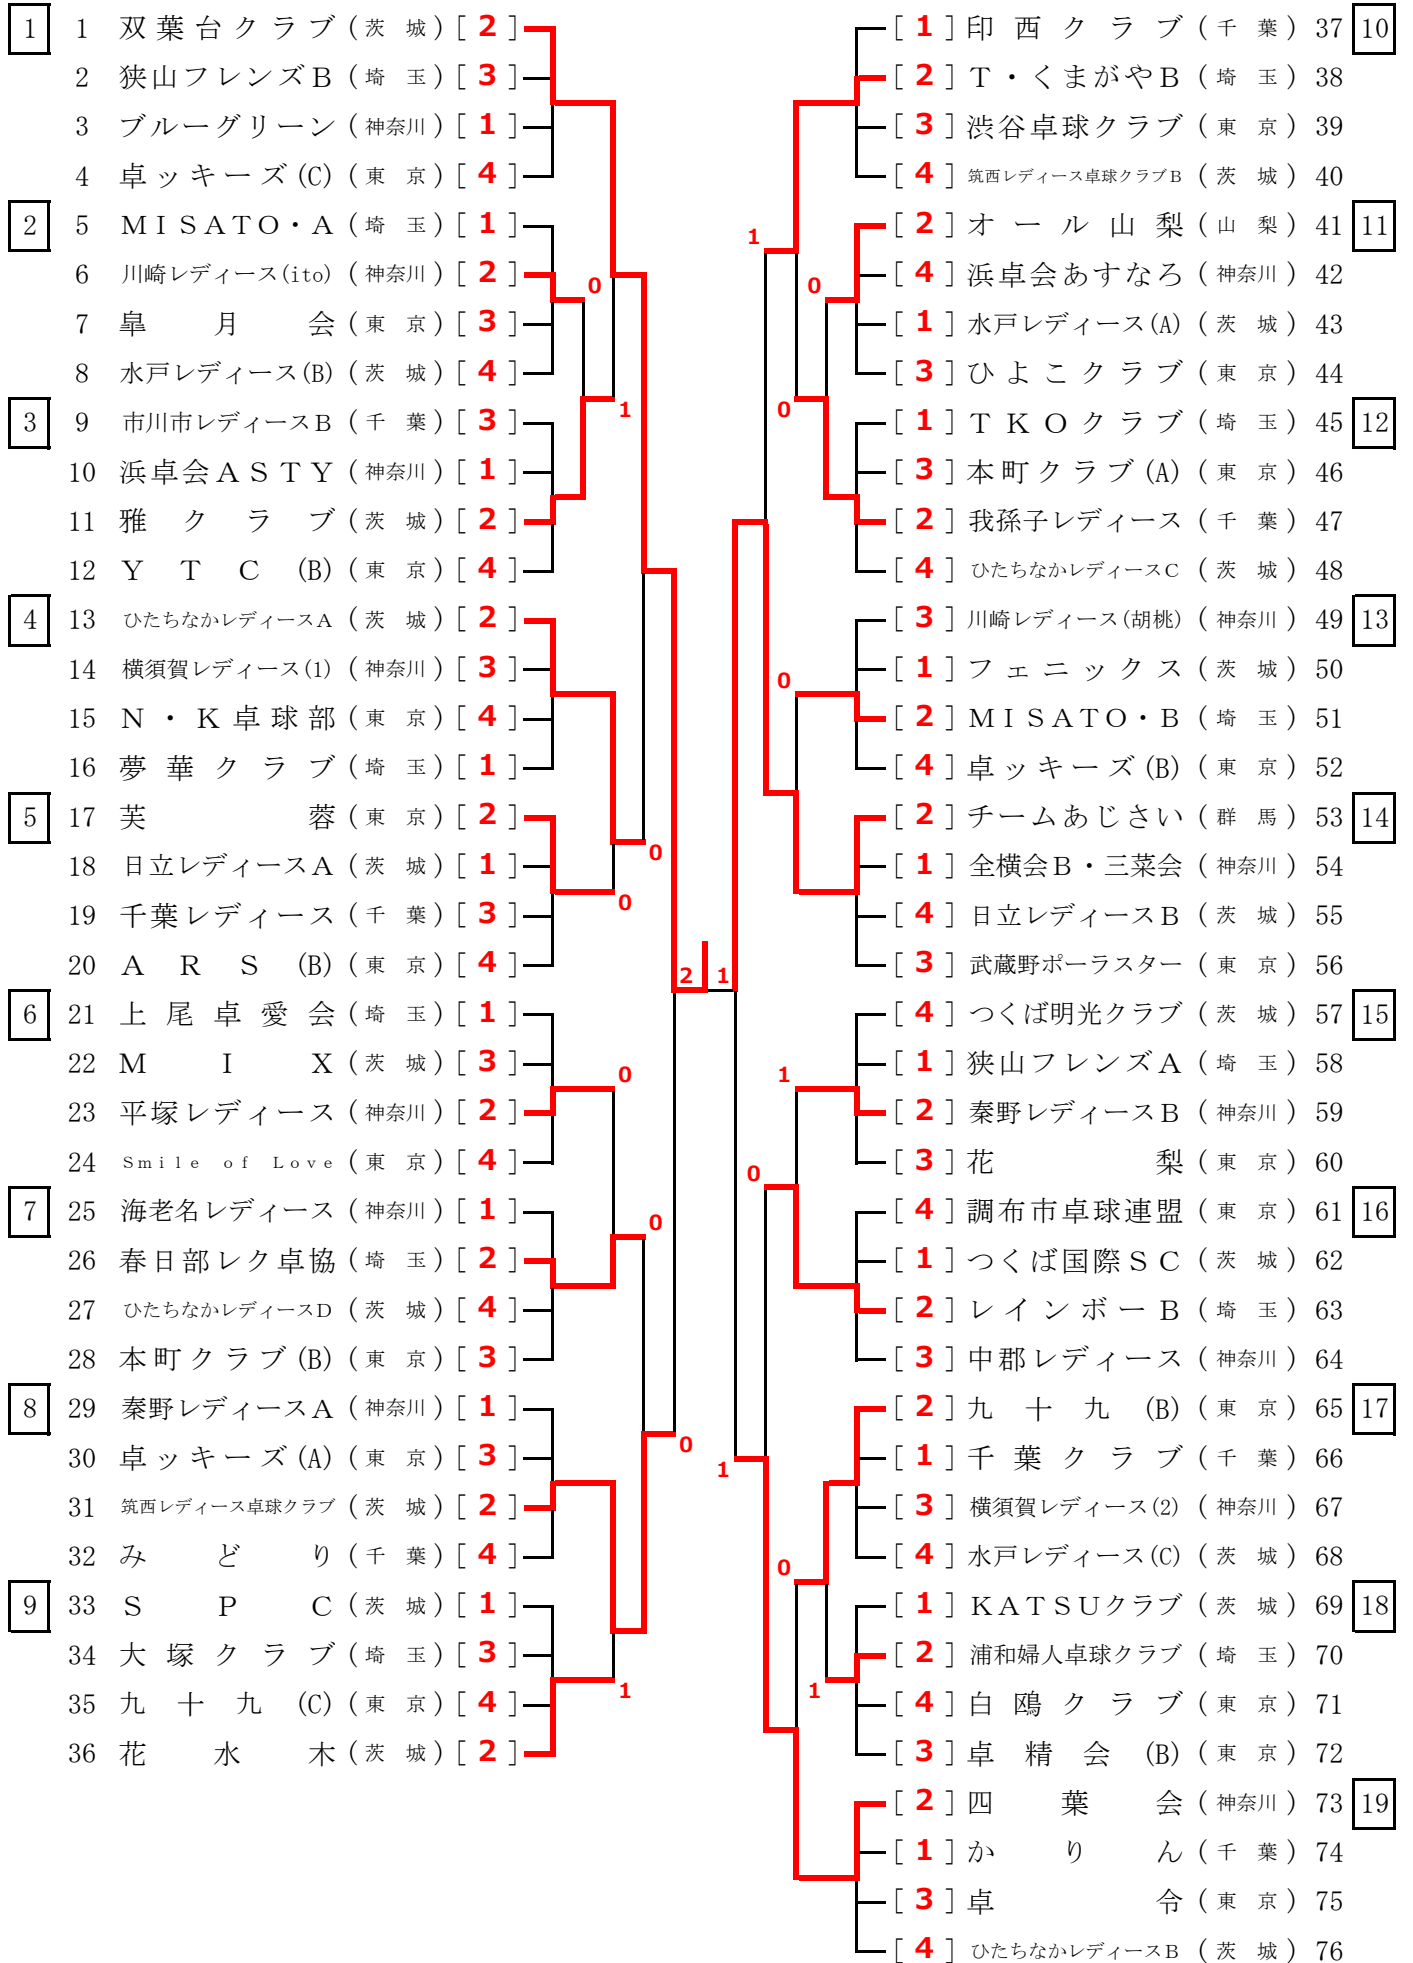 1 1 双葉台クラブ(茨 城)[ 2 ]
2 狭山フレンズB(埼 玉)[ 3 ]
3 ブルーグリーン(神奈川)[ 1 ]
4 卓ッキーズ(C)(東 京)[ 4 ]
2 5 MISATO・A(埼 玉)[ 1 ]
6 川崎レディース(ito)(神奈川)[ 2 ]
0
7 皐月会(東 京)[ 3 ]
8 水戸レディース(B)(茨 城)[ 4 ]
1
3 9 市川市レディースB(千 葉)[ 3 ]
10 浜卓会ASTY(神奈川)[ 1 ]
11 雅クラブ(茨 城)[ 2 ]
12 YTC(B)(東 京)[ 4 ]
4 13 ひたちなかレディースA(茨 城)[ 2 ]
14 横須賀レディース(1)(神奈川)[ 3 ]
15 N・K卓球部(東 京)[ 4 ]
16 夢華クラブ(埼 玉)[ 1 ]
5 17 芙蓉(東 京)[ 2 ]
0
18 日立レディースA(茨 城)[ 1 ]
0
19 千葉レディース(千 葉)[ 3 ]
20 ARS(B)(東 京)[ 4 ]
2 1
6 21 上尾卓愛会(埼 玉)[ 1 ]
22 MIX(茨 城)[ 3 ]
0
23 平塚レディース(神奈川)[ 2 ]
24 Smile of Love(東 京)[ 4 ]
7 25 海老名レディース(神奈川)[ 1 ]
0
26 春日部レク卓協(埼 玉)[ 2 ]
27 ひたちなかレディースD(茨 城)[ 4 ]
28 本町クラブ(B)(東 京)[ 3 ]
8 29 秦野レディースA(神奈川)[ 1 ]
0
30 卓ッキーズ(A)(東 京)[ 3 ]
31 筑西レディース卓球クラブ(茨 城)[ 2 ]
32 みどり(千 葉)[ 4 ]
9 33 SPC(茨 城)[ 1 ]
34 大塚クラブ(埼 玉)[ 3 ]
1
35 九十九(C)(東 京)[ 4 ]
36 花水木(茨 城)[ 2 ]
[ 1 ]印西クラブ(千 葉)37 10
[ 2 ]T・くまがやB(埼 玉)38
[ 3 ]渋谷卓球クラブ(東 京)39
[ 4 ]筑西レディース卓球クラブB(茨 城)40
[ 2 ]オール山梨(山 梨)41 11
1
[ 4 ]浜卓会あすなろ(神奈川)42
0
[ 1 ]水戸レディース(A)(茨 城)43
[ 3 ]ひよこクラブ(東 京)44
0
[ 1 ]TKOクラブ(埼 玉)45 12
[ 3 ]本町クラブ(A)(東 京)46
[ 2 ]我孫子レディース(千 葉)47
[ 4 ]ひたちなかレディースC(茨 城)48
[ 3 ]川崎レディース(胡桃)(神奈川)49 13
[ 1 ]フェニックス(茨 城)50
0
[ 2 ]MISATO・B(埼 玉)51
[ 4 ]卓ッキーズ(B)(東 京)52
[ 2 ]チームあじさい(群 馬)53 14
[ 1 ]全横会B・三菜会(神奈川)54
[ 4 ]日立レディースB(茨 城)55
[ 3 ]武蔵野ポーラスター(東 京)56
[ 4 ]つくば明光クラブ(茨 城)57 15
[ 1 ]狭山フレンズA(埼 玉)58
1
[ 2 ]秦野レディースB(神奈川)59
[ 3 ]花梨(東 京)60
0
[ 4 ]調布市卓球連盟(東 京)61 16
[ 1 ]つくば国際SC(茨 城)62
[ 2 ]レインボーB(埼 玉)63
[ 3 ]中郡レディース(神奈川)64
[ 2 ]九十九(B)(東 京)65 17
[ 1 ]千葉クラブ(千 葉)66
1
[ 3 ]横須賀レディース(2)(神奈川)67
[ 4 ]水戸レディース(C)(茨 城)68
0
[ 1 ]KATSUクラブ(茨 城)69 18
[ 2 ]浦和婦人卓球クラブ(埼 玉)70
1
[ 4 ]白鴎クラブ(東 京)71
[ 3 ]卓精会(B)(東 京)72
[ 2 ]四葉会(神奈川)73 19
[ 1 ]かりん(千 葉)74
[ 3 ]卓令(東 京)75
[ 4 ]ひたちなかレディースB(茨 城)76